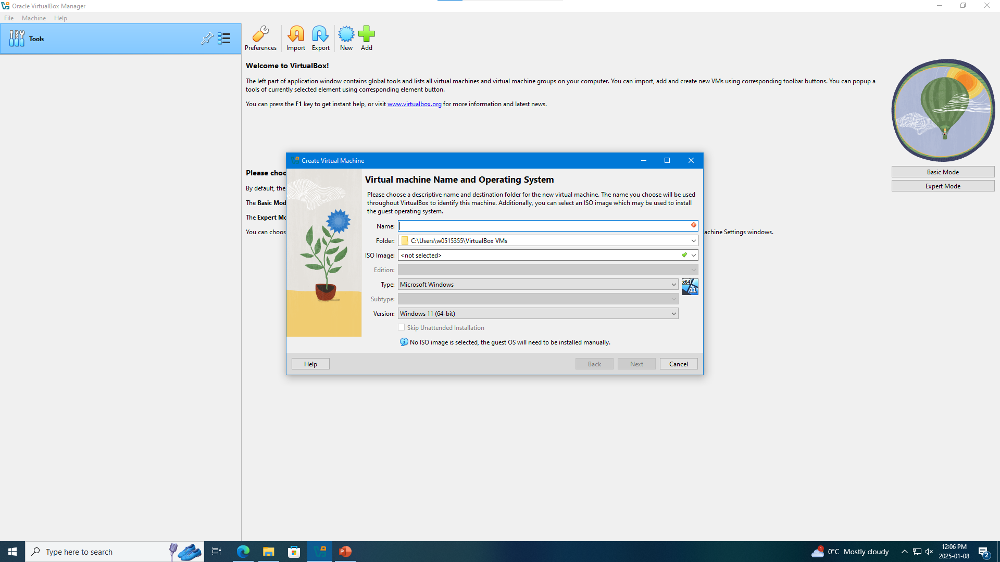 Oracle VirtualBox Manager
File Machine Help
Tools
Preferences Import Export New Add
Welcome to VirtualBox!
The left part of application window contains global tools and lists all virtual machines and virtual machine groups on your computer. You can import, add and create new VMs using corresponding toolbar buttons. You can popup a
tools of currently selected element using corresponding element button.
You can press the F1 key to get instant help, or visit www.virtualbox.org for more information and latest news.
Basic Mode
Expert Mode
Please choo
By default, the
The Basic Mod
The Expert Mo
You can choos
achine Settings windows.
Create Virtual Machine
Virtual machine Name and Operating System
Please choose a descriptive name and destination folder for the new virtual machine. The name you choose will be used
throughout VirtualBox to identify this machine. Additionally, you can select an ISO image which may be used to install
the guest operating system.
Name:
Folder: C:\Users\w0515355\VirtualBox VMs
ISO Image: <not selected>
Edition:
Type: Microsoft Windows
x64
11
Subtype:
Version: Windows 11 (64-bit)
Skip Unattended Installation
No ISO image is selected, the guest OS will need to be installed manually.
Help Back Next Cancel
Type here to search
1
0°C Mostly cloudy
12:06 PM
2025-01-08
2